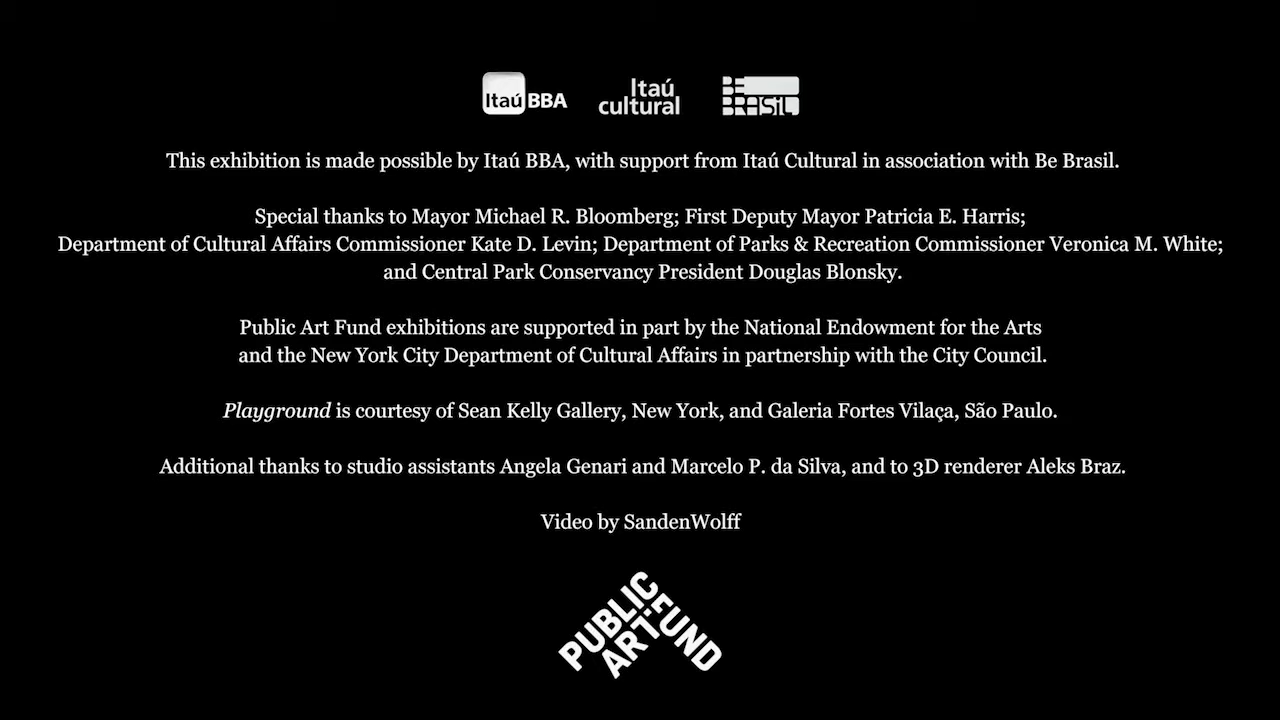 Itaú BBA
Itaú
cultural
BE
BRASIL
This exhibition is made possible by Itaú BBA, with support from Itaú Cultural in association with Be Brasil.
Special thanks to Mayor Michael R. Bloomberg; First Deputy Mayor Patricia E. Harris;
Department of Cultural Affairs Commissioner Kate D. Levin; Department of Parks & Recreation Commissioner Veronica M. White;
and Central Park Conservancy President Douglas Blonsky.
Public Art Fund exhibitions are supported in part by the National Endowment for the Arts
and the New York City Department of Cultural Affairs in partnership with the City Council.
Playground is courtesy of Sean Kelly Gallery, New York, and Galeria Fortes Vilaça, São Paulo.
Additional thanks to studio assistants Angela Genari and Marcelo P. da Silva, and to 3D renderer Aleks Braz.
Video by SandenWolff
PUBLIC
ART
FUND